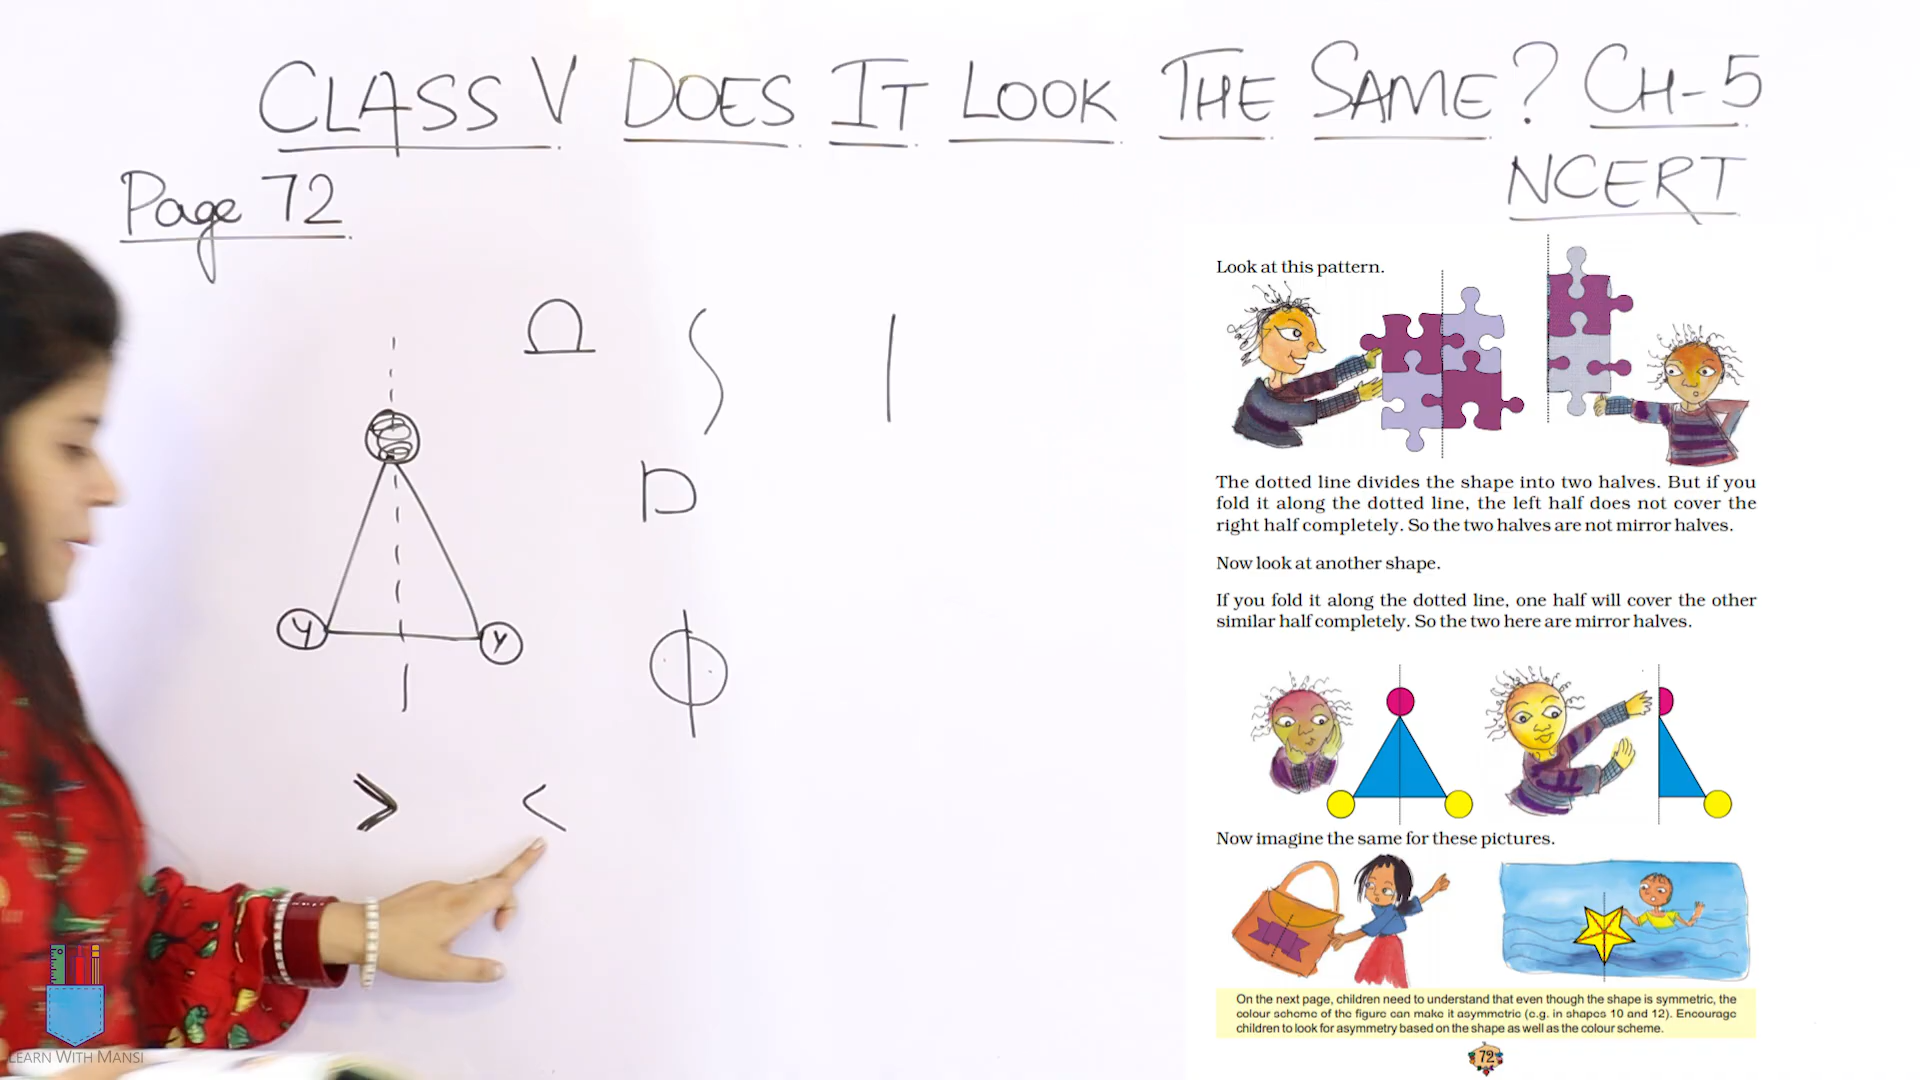 CLASS V DOES IT LOOK THE SAME? CH-5
NCERT
Page 72
Y Y
> <
Look at this pattern.
The dotted line divides the shape into two halves. But if you
fold it along the dotted line, the left half does not cover the
right half completely. So the two halves are not mirror halves.
Now look at another shape.
If you fold it along the dotted line, one half will cover the other
similar half completely. So the two here are mirror halves.
Now imagine the same for these pictures.
On the next page, children need to understand that even though the shape is symmetric, the
colour scheme of the figure can make it asymmetric (e.g. in shapes 10 and 12). Encourage
children to look for asymmetry based on the shape as well as the colour scheme.
72
LEARN WITH MANSI